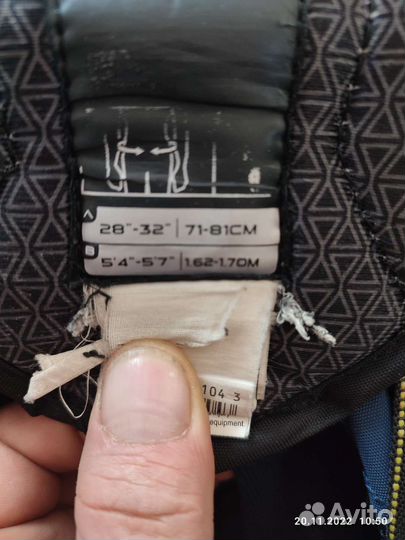 A 28"-32" 71-81CM
B 5'4"-5'7" 1.62-1.70M
104 3
equipment
Avito
20.11.2022 10:50